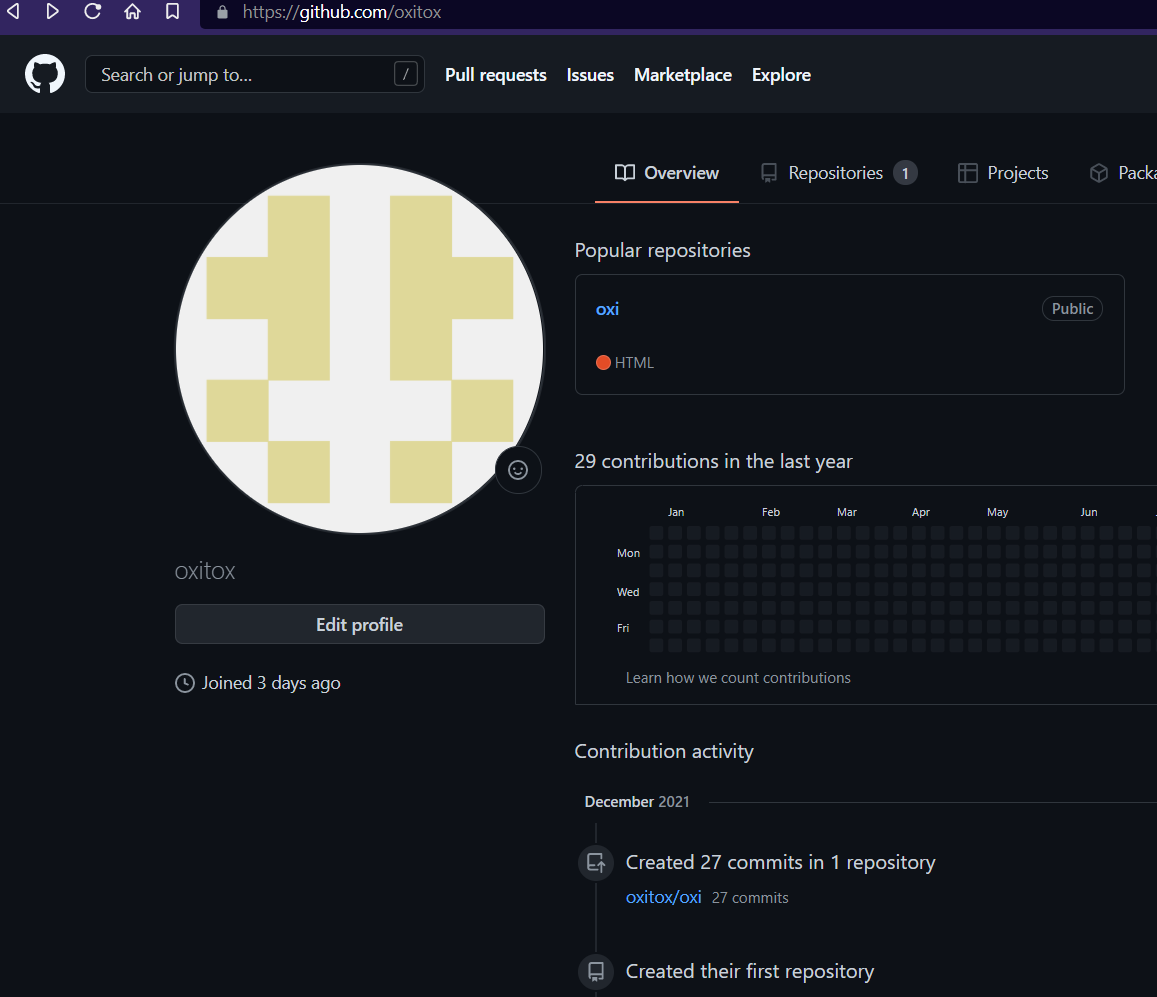 https://github.com/oxitox
Search or jump to... /
Pull requests Issues Marketplace Explore
Overview Repositories 1 Projects Packa
Popular repositories
oxi Public
HTML
29 contributions in the last year
Jan Feb Mar Apr May Jun
Mon
Wed
Fri
Learn how we count contributions
oxitox
Edit profile
Joined 3 days ago
Contribution activity
December 2021
Created 27 commits in 1 repository
oxitox/oxi 27 commits
Created their first repository